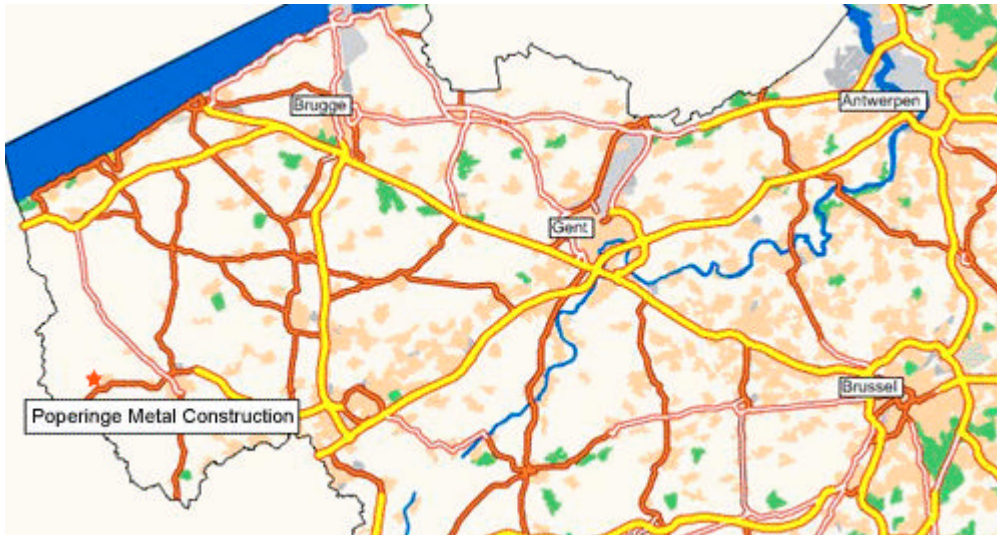 Brugge
Antwerpen
Gent
Brussel
Poperinge Metal Construction